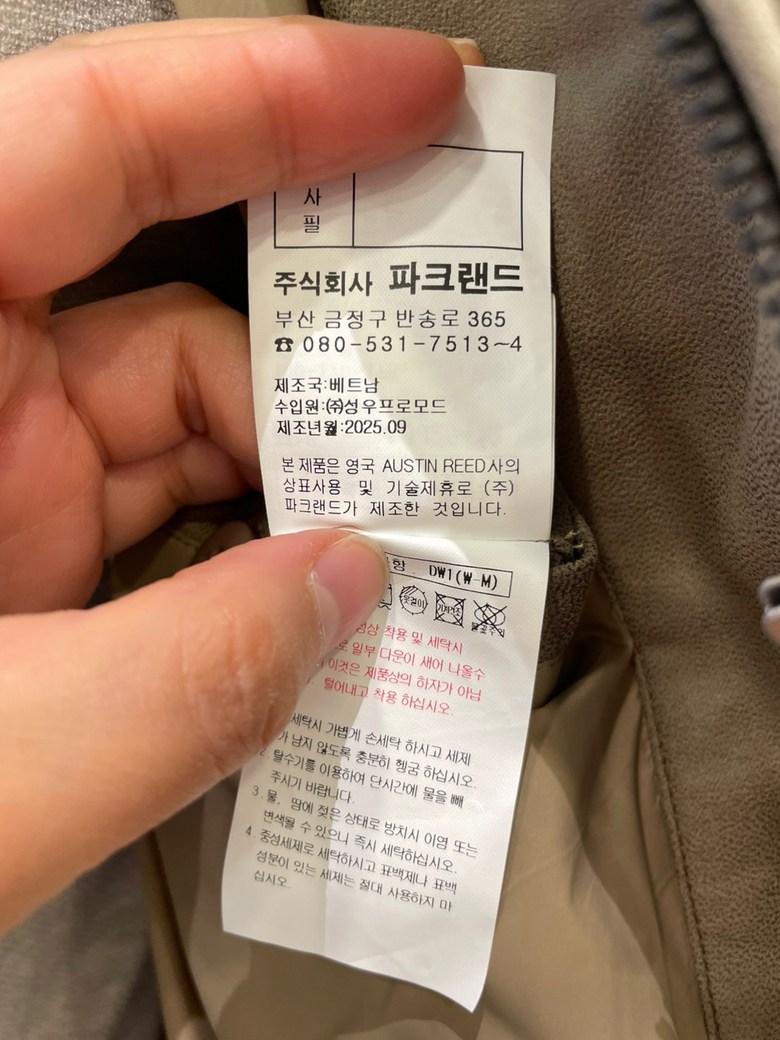 사
필
주식회사 파크랜드
부산 금정구 반송로 365
☎ 080-531-7513~4
제조국:베트남
수입원:㈜성우프로모드
제조년월:2025.09
본 제품은 영국 AUSTIN REED사의
상표사용 및 기술제휴로 (주)
파크랜드가 제조한 것입니다.
항 DW1(W-M)
옷걸이
착용 및 세탁시
일부 다운이 새어 나올수
이것은 제품상의 하자가 아닙
털어내고 착용 하십시오.
세탁시 가볍게 손세탁 하시고 세제
가 남지 않도록 충분히 헹굼 하십시오.
2. 탈수기를 이용하여 단시간에 물을 빼
주시기 바랍니다.
3. 물, 땀에 젖은 상태로 방치시 이염 또는
변색될 수 있으니 즉시 세탁하십시오.
4. 중성세제로 세탁하시고 표백제나 표백
성분이 있는 세제는 절대 사용하지 마
십시오.